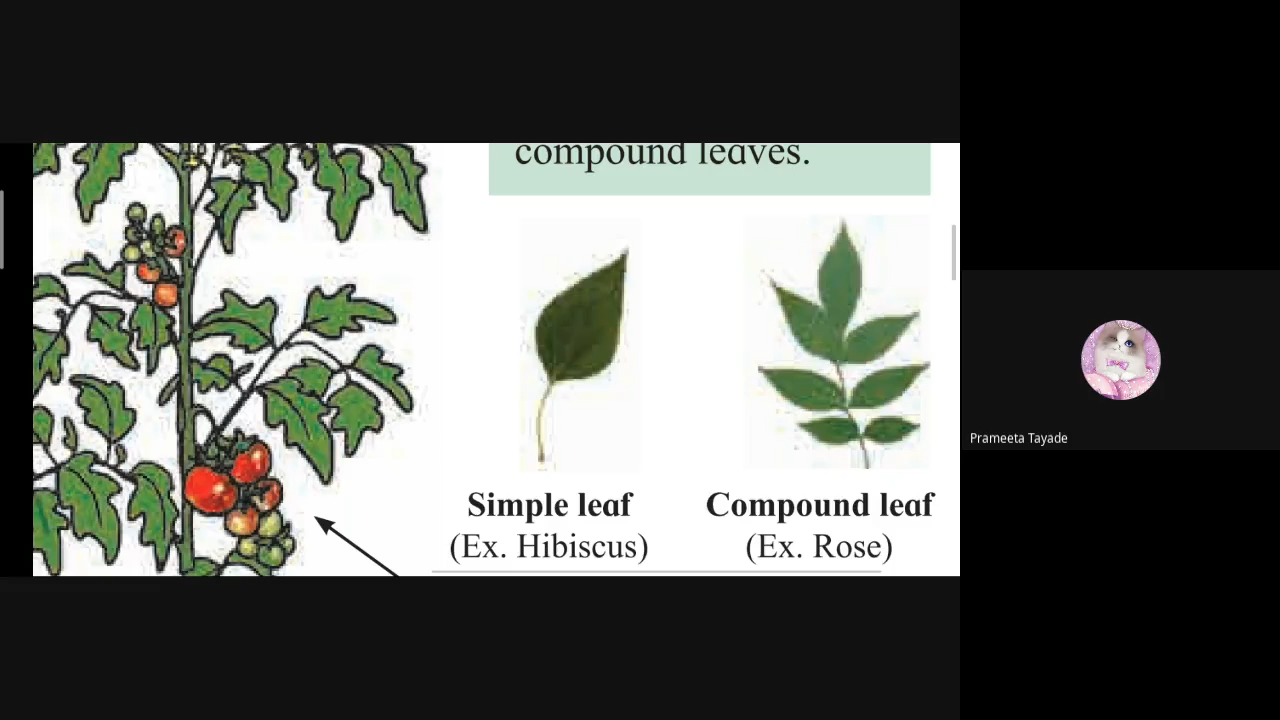 compound leaves.
Simple leaf
(Ex. Hibiscus)
Compound leaf
(Ex. Rose)
Prameeta Tayade